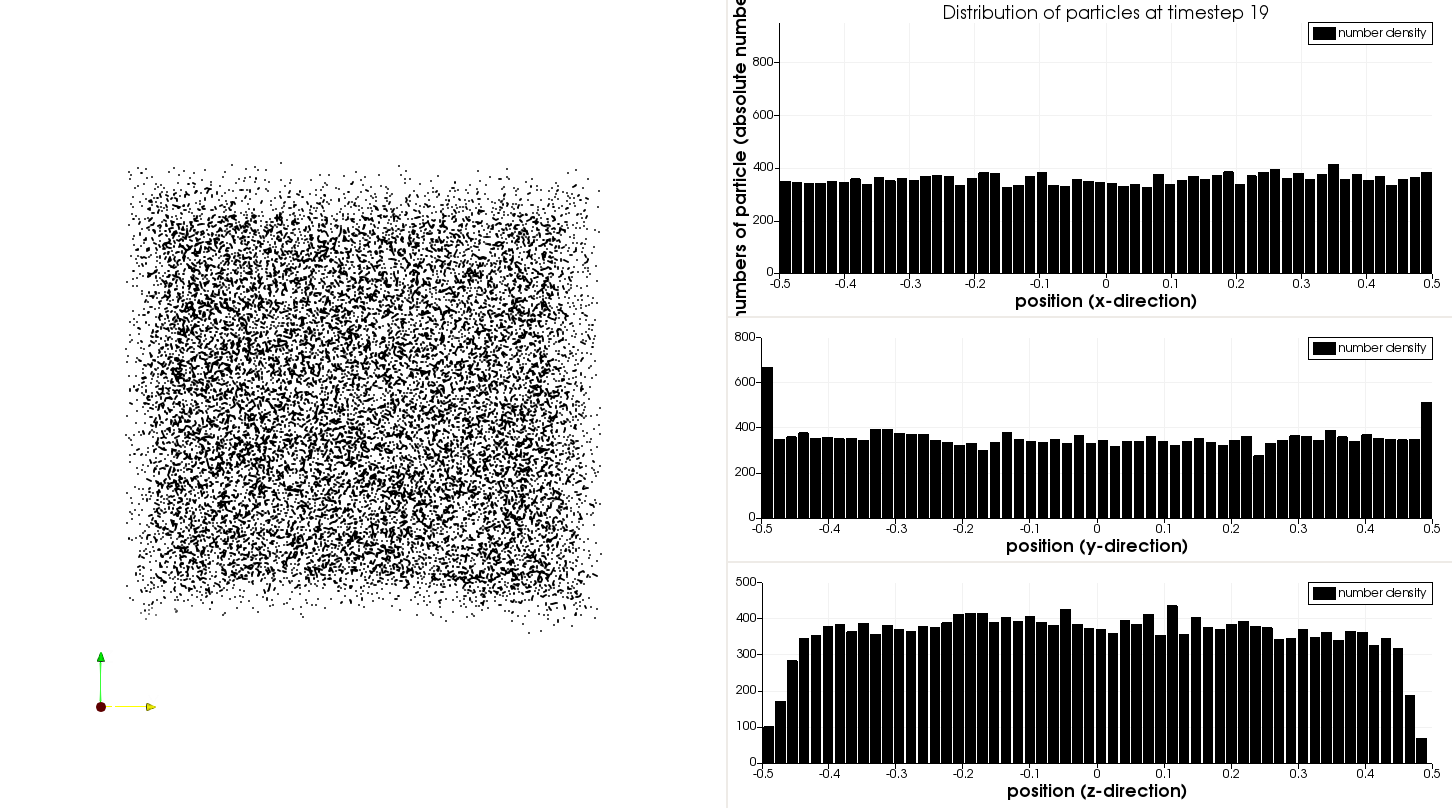 Distribution of particles at timestep 19
number density
numbers of particle (absolute number
800
600
400
200
0
-0.5 -0.4 -0.3 -0.2 -0.1 0 0.1 0.2 0.3 0.4 0.5
position (x-direction)
800
number density
600
400
200
0
-0.5 -0.4 -0.3 -0.2 -0.1 0 0.1 0.2 0.3 0.4 0.5
position (y-direction)
500
number density
400
300
200
100
0
-0.5 -0.4 -0.3 -0.2 -0.1 0 0.1 0.2 0.3 0.4 0.5
position (z-direction)